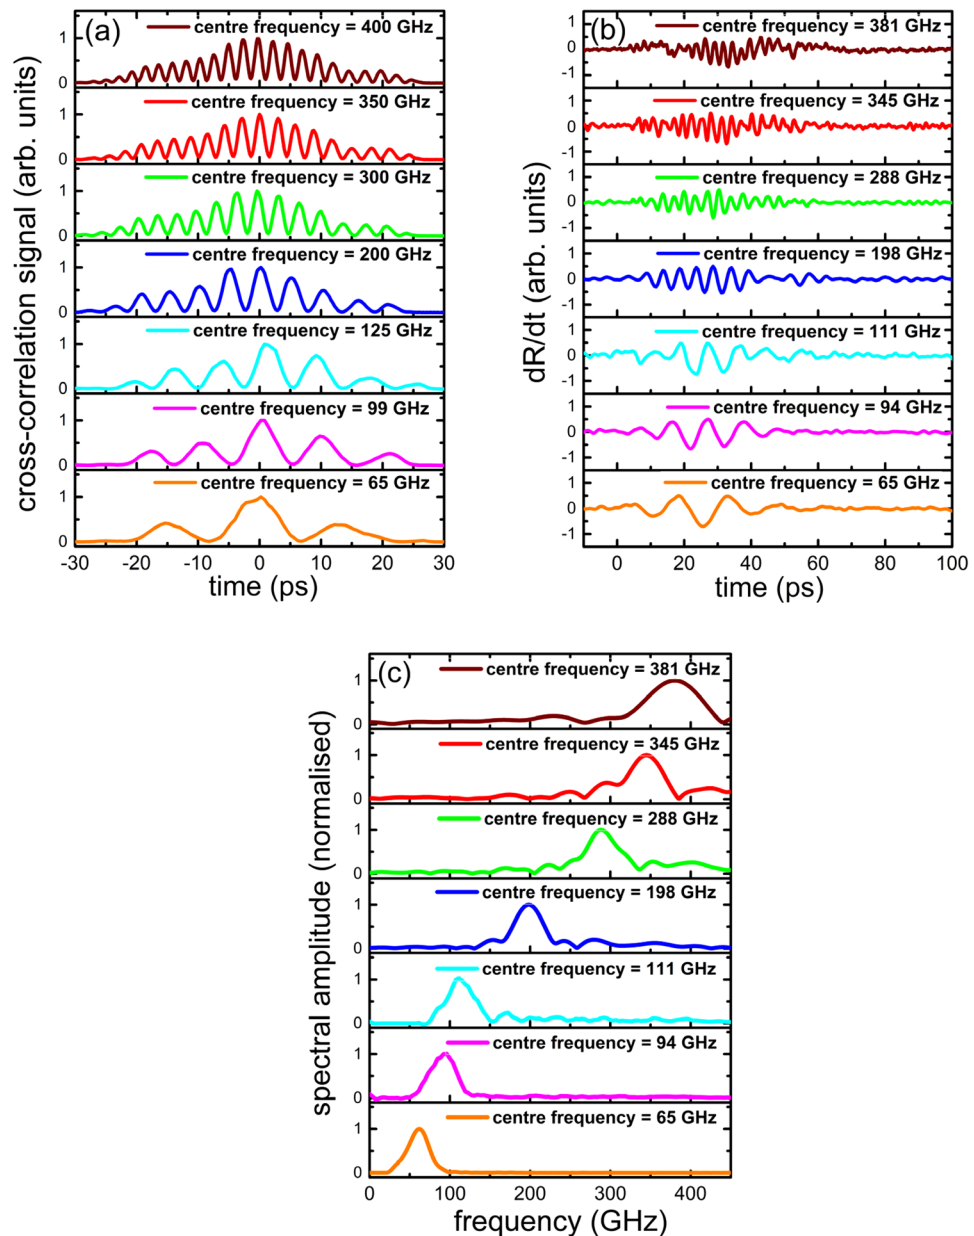 (a)
centre frequency = 400 GHz
1
0
centre frequency = 350 GHz
1
0
centre frequency = 300 GHz
1
0
centre frequency = 200 GHz
1
0
centre frequency = 125 GHz
1
0
centre frequency = 99 GHz
1
0
centre frequency = 65 GHz
1
0
cross-correlation signal (arb. units)
-30 -20 -10 0 10 20 30
time (ps)
(b)
centre frequency = 381 GHz
1
0
-1
centre frequency = 345 GHz
1
0
-1
centre frequency = 288 GHz
1
0
-1
centre frequency = 198 GHz
1
0
-1
centre frequency = 111 GHz
1
0
-1
centre frequency = 94 GHz
1
0
-1
centre frequency = 65 GHz
1
0
-1
dR/dt (arb. units)
0 20 40 60 80 100
time (ps)
(c)
centre frequency = 381 GHz
1
0
centre frequency = 345 GHz
1
0
centre frequency = 288 GHz
1
0
centre frequency = 198 GHz
1
0
centre frequency = 111 GHz
1
0
centre frequency = 94 GHz
1
0
centre frequency = 65 GHz
1
0
spectral amplitude (normalised)
0 100 200 300 400
frequency (GHz)